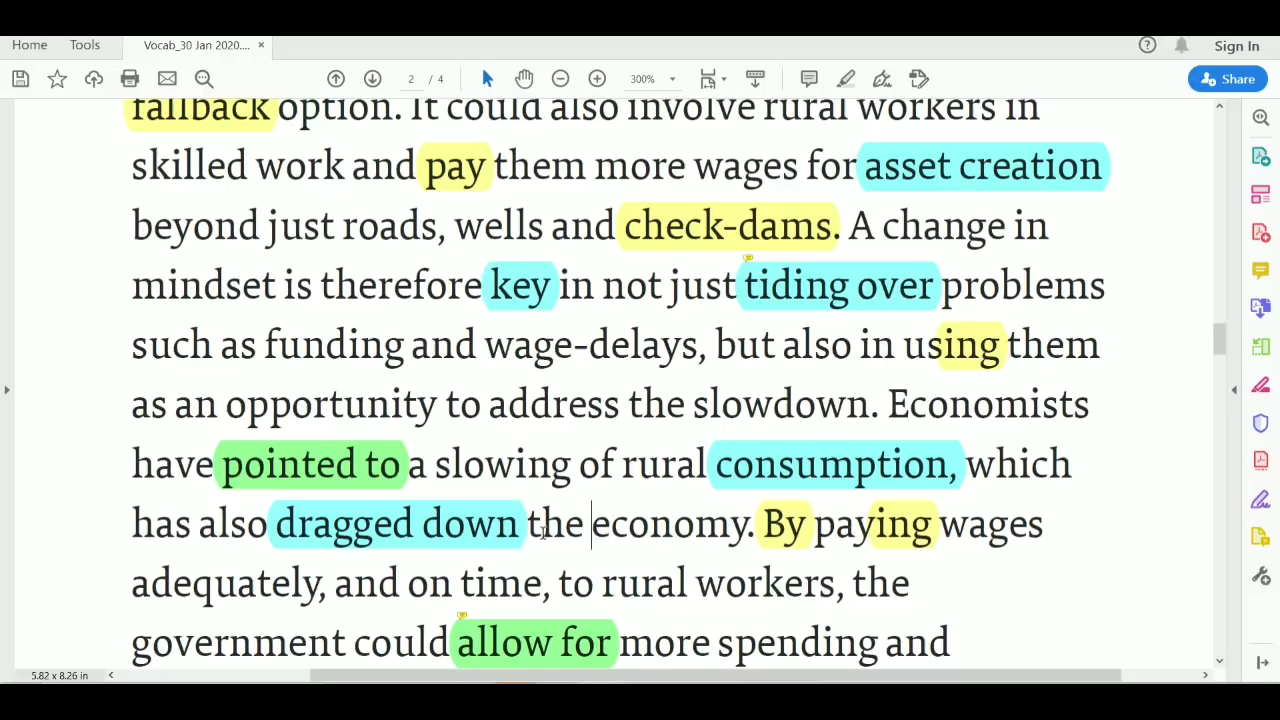 Home Tools Vocab_30 Jan 2020.... × Sign In
2 / 4 300% Share
fallback option. It could also involve rural workers in
skilled work and pay them more wages for asset creation
beyond just roads, wells and check-dams. A change in
mindset is therefore key in not just tiding over problems
such as funding and wage-delays, but also in using them
as an opportunity to address the slowdown. Economists
have pointed to a slowing of rural consumption, which
has also dragged down the economy. By paying wages
adequately, and on time, to rural workers, the
government could allow for more spending and
5.82 x 8.26 in